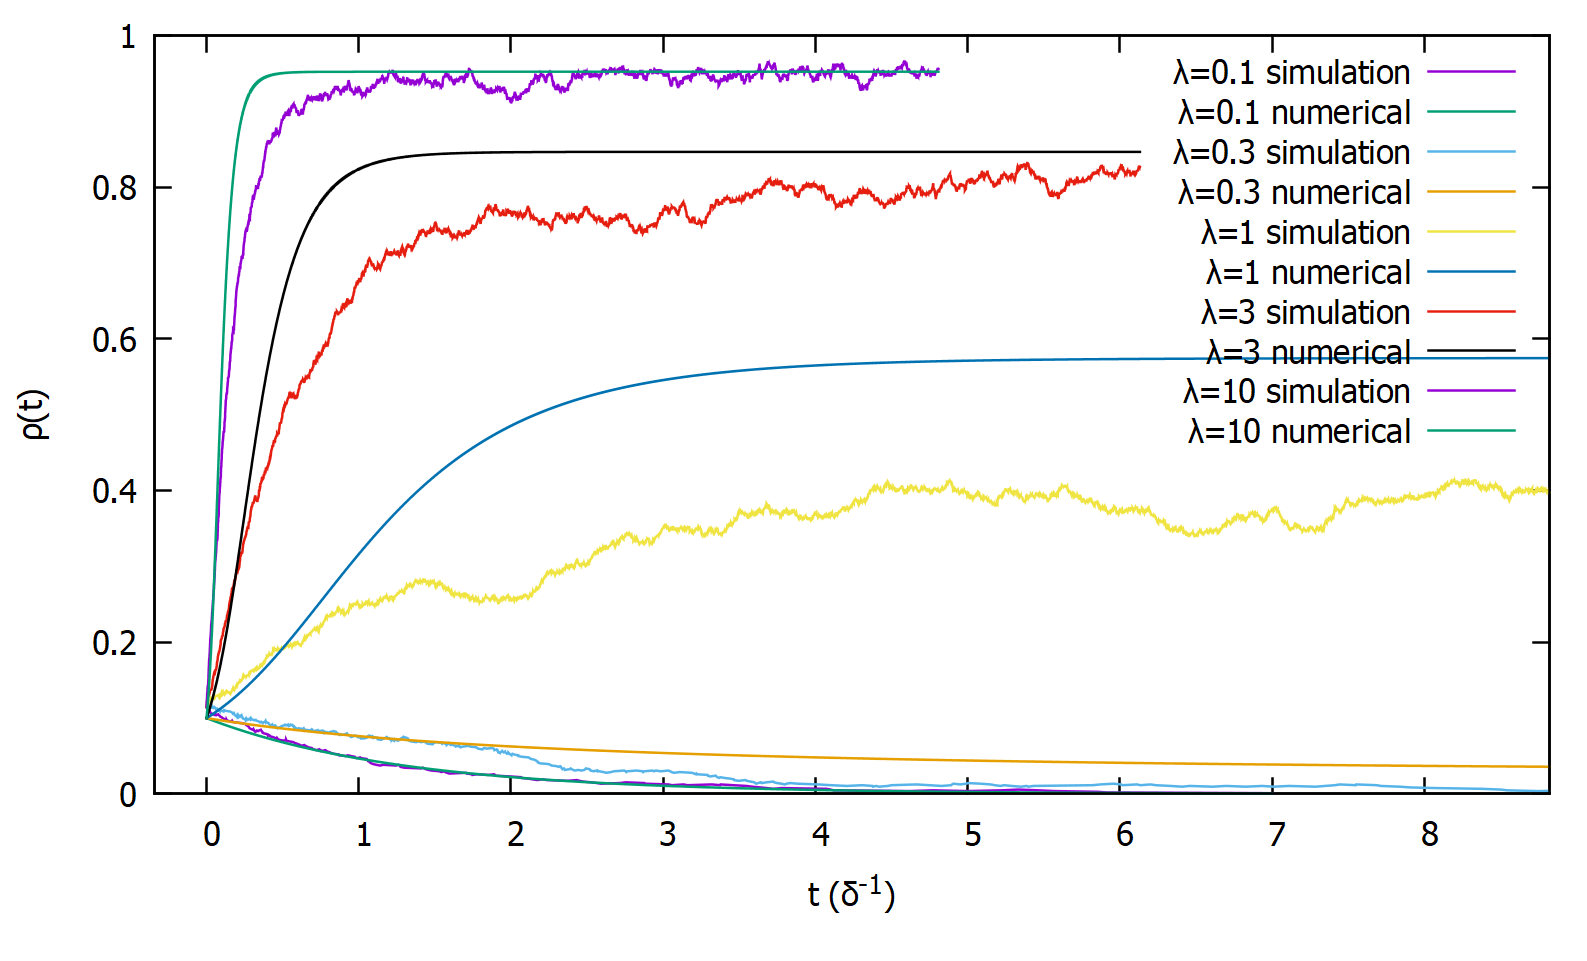 1
0.8
0.6
0.4
0.2
0
ρ(t)
λ=0.1 simulation
λ=0.1 numerical
λ=0.3 simulation
λ=0.3 numerical
λ=1 simulation
λ=1 numerical
λ=3 simulation
λ=3 numerical
λ=10 simulation
λ=10 numerical
0 1 2 3 4 5 6 7 8
t (δ⁻¹)